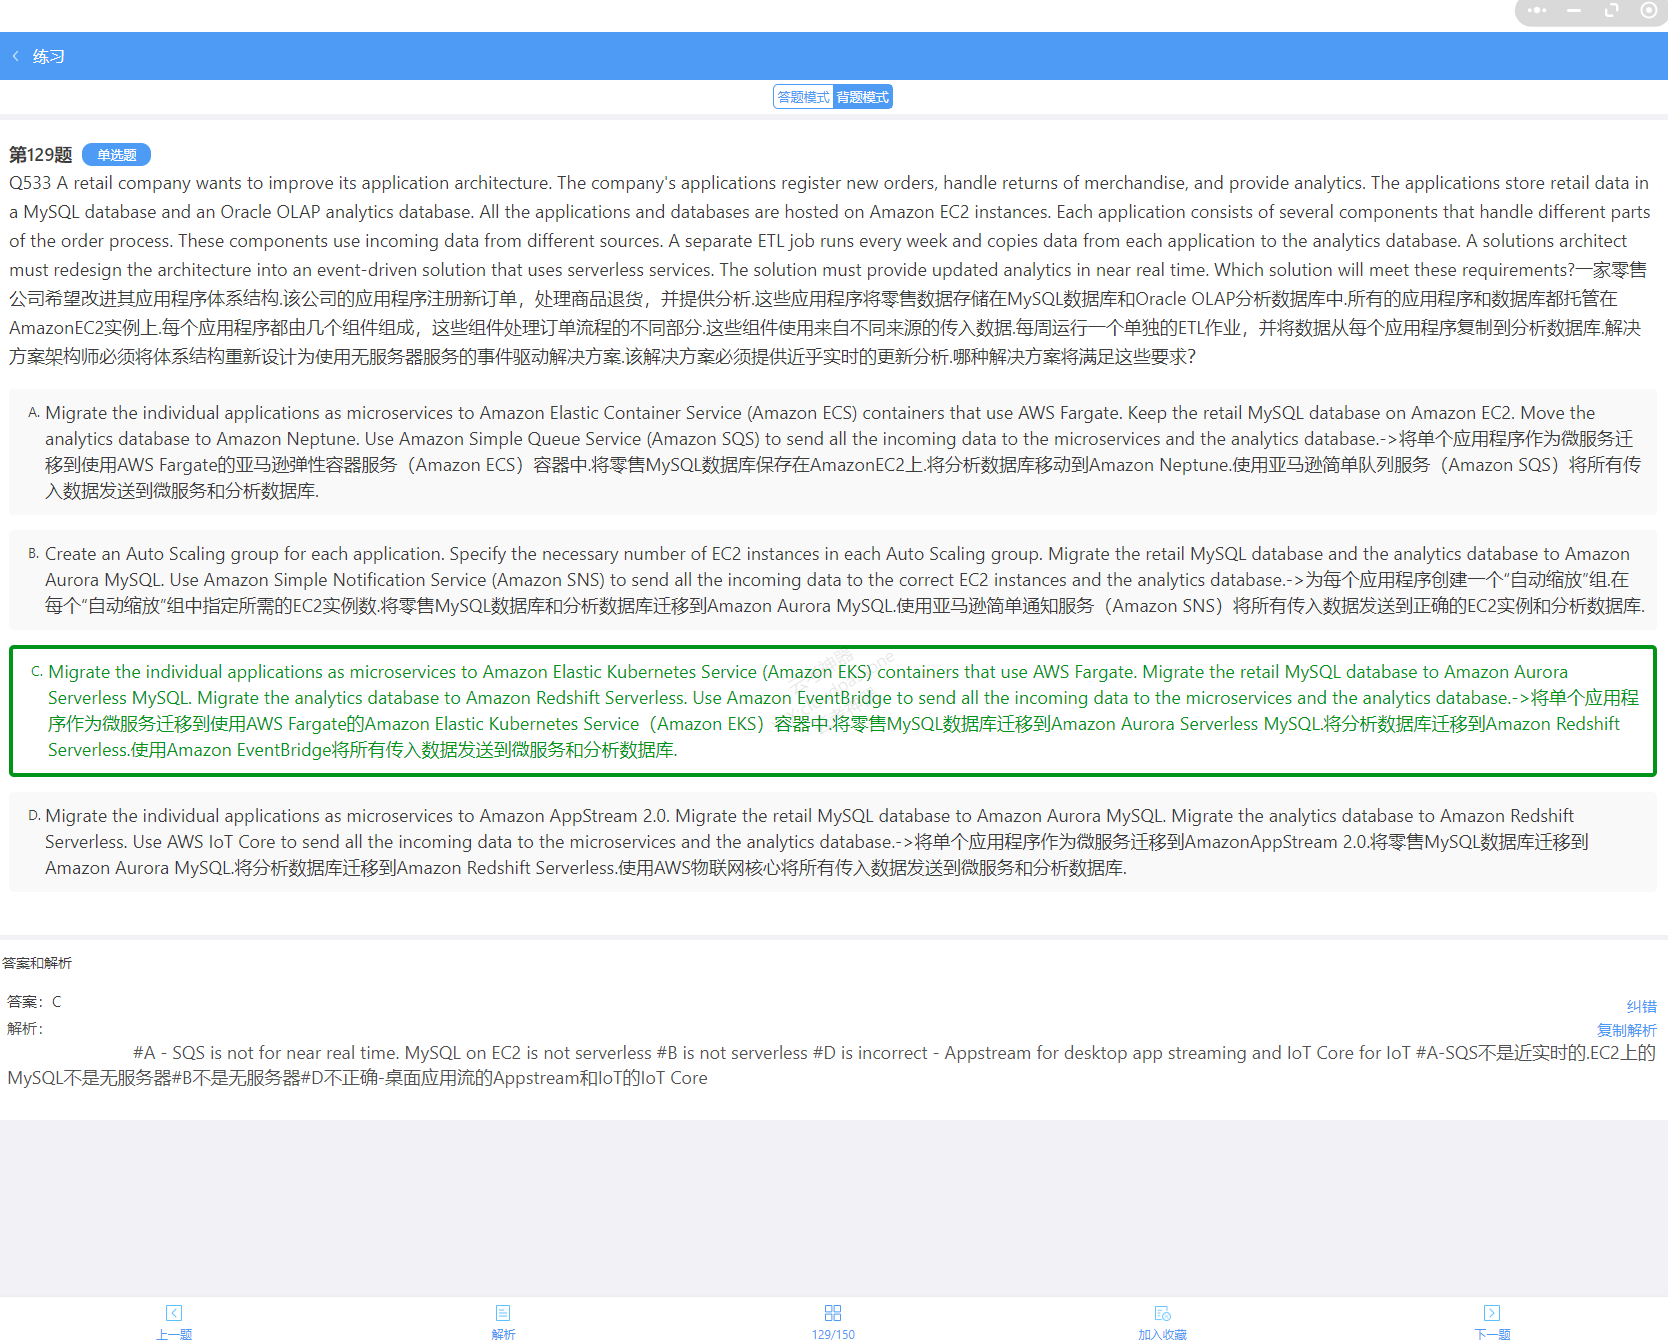 练习
答题模式 背题模式
第129题 单选题
Q533 A retail company wants to improve its application architecture. The company's applications register new orders, handle returns of merchandise, and provide analytics. The applications store retail data in
a MySQL database and an Oracle OLAP analytics database. All the applications and databases are hosted on Amazon EC2 instances. Each application consists of several components that handle different parts
of the order process. These components use incoming data from different sources. A separate ETL job runs every week and copies data from each application to the analytics database. A solutions architect
must redesign the architecture into an event-driven solution that uses serverless services. The solution must provide updated analytics in near real time. Which solution will meet these requirements?一家零售
公司希望改进其应用程序体系结构.该公司的应用程序注册新订单，处理商品退货，并提供分析.这些应用程序将零售数据存储在MySQL数据库和Oracle OLAP分析数据库中.所有的应用程序和数据库都托管在
AmazonEC2实例上.每个应用程序都由几个组件组成，这些组件处理订单流程的不同部分.这些组件使用来自不同来源的传入数据.每周运行一个单独的ETL作业，并将数据从每个应用程序复制到分析数据库.解决
方案架构师必须将体系结构重新设计为使用无服务器服务的事件驱动解决方案.该解决方案必须提供近乎实时的更新分析.哪种解决方案将满足这些要求?
A. Migrate the individual applications as microservices to Amazon Elastic Container Service (Amazon ECS) containers that use AWS Fargate. Keep the retail MySQL database on Amazon EC2. Move the
analytics database to Amazon Neptune. Use Amazon Simple Queue Service (Amazon SQS) to send all the incoming data to the microservices and the analytics database.->将单个应用程序作为微服务迁
移到使用AWS Fargate的亚马逊弹性容器服务（Amazon ECS）容器中.将零售MySQL数据库保存在AmazonEC2上.将分析数据库移动到Amazon Neptune.使用亚马逊简单队列服务（Amazon SQS）将所有传
入数据发送到微服务和分析数据库.
B. Create an Auto Scaling group for each application. Specify the necessary number of EC2 instances in each Auto Scaling group. Migrate the retail MySQL database and the analytics database to Amazon
Aurora MySQL. Use Amazon Simple Notification Service (Amazon SNS) to send all the incoming data to the correct EC2 instances and the analytics database.->为每个应用程序创建一个“自动缩放”组.在
每个“自动缩放”组中指定所需的EC2实例数.将零售MySQL数据库和分析数据库迁移到Amazon Aurora MySQL.使用亚马逊简单通知服务（Amazon SNS）将所有传入数据发送到正确的EC2实例和分析数据库.
C. Migrate the individual applications as microservices to Amazon Elastic Kubernetes Service (Amazon EKS) containers that use AWS Fargate. Migrate the retail MySQL database to Amazon Aurora
Serverless MySQL. Migrate the analytics database to Amazon Redshift Serverless. Use Amazon EventBridge to send all the incoming data to the microservices and the analytics database.->将单个应用程
序作为微服务迁移到使用AWS Fargate的Amazon Elastic Kubernetes Service（Amazon EKS）容器中.将零售MySQL数据库迁移到Amazon Aurora Serverless MySQL.将分析数据库迁移到Amazon Redshift
Serverless.使用Amazon EventBridge将所有传入数据发送到微服务和分析数据库.
D. Migrate the individual applications as microservices to Amazon AppStream 2.0. Migrate the retail MySQL database to Amazon Aurora MySQL. Migrate the analytics database to Amazon Redshift
Serverless. Use AWS IoT Core to send all the incoming data to the microservices and the analytics database.->将单个应用程序作为微服务迁移到AmazonAppStream 2.0.将零售MySQL数据库迁移到
Amazon Aurora MySQL.将分析数据库迁移到Amazon Redshift Serverless.使用AWS物联网核心将所有传入数据发送到微服务和分析数据库.
答案和解析
答案：C
纠错
解析：
复制解析
#A - SQS is not for near real time. MySQL on EC2 is not serverless #B is not serverless #D is incorrect - Appstream for desktop app streaming and IoT Core for IoT #A-SQS不是近实时的.EC2上的
MySQL不是无服务器#B不是无服务器#D不正确-桌面应用流的Appstream和IoT的IoT Core
上一题 解析 129/150 加入收藏 下一题